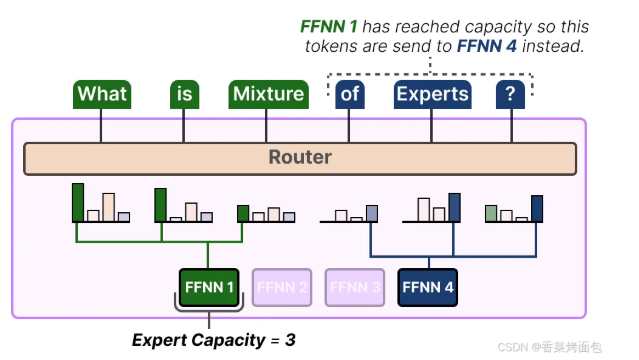 FFNN 1 has reached capacity so this
tokens are send to FFNN 4 instead.
What is Mixture of Experts ?
Router
FFNN 1 FFNN 2 FFNN 3 FFNN 4
Expert Capacity = 3
CSDN @香菜烤面包